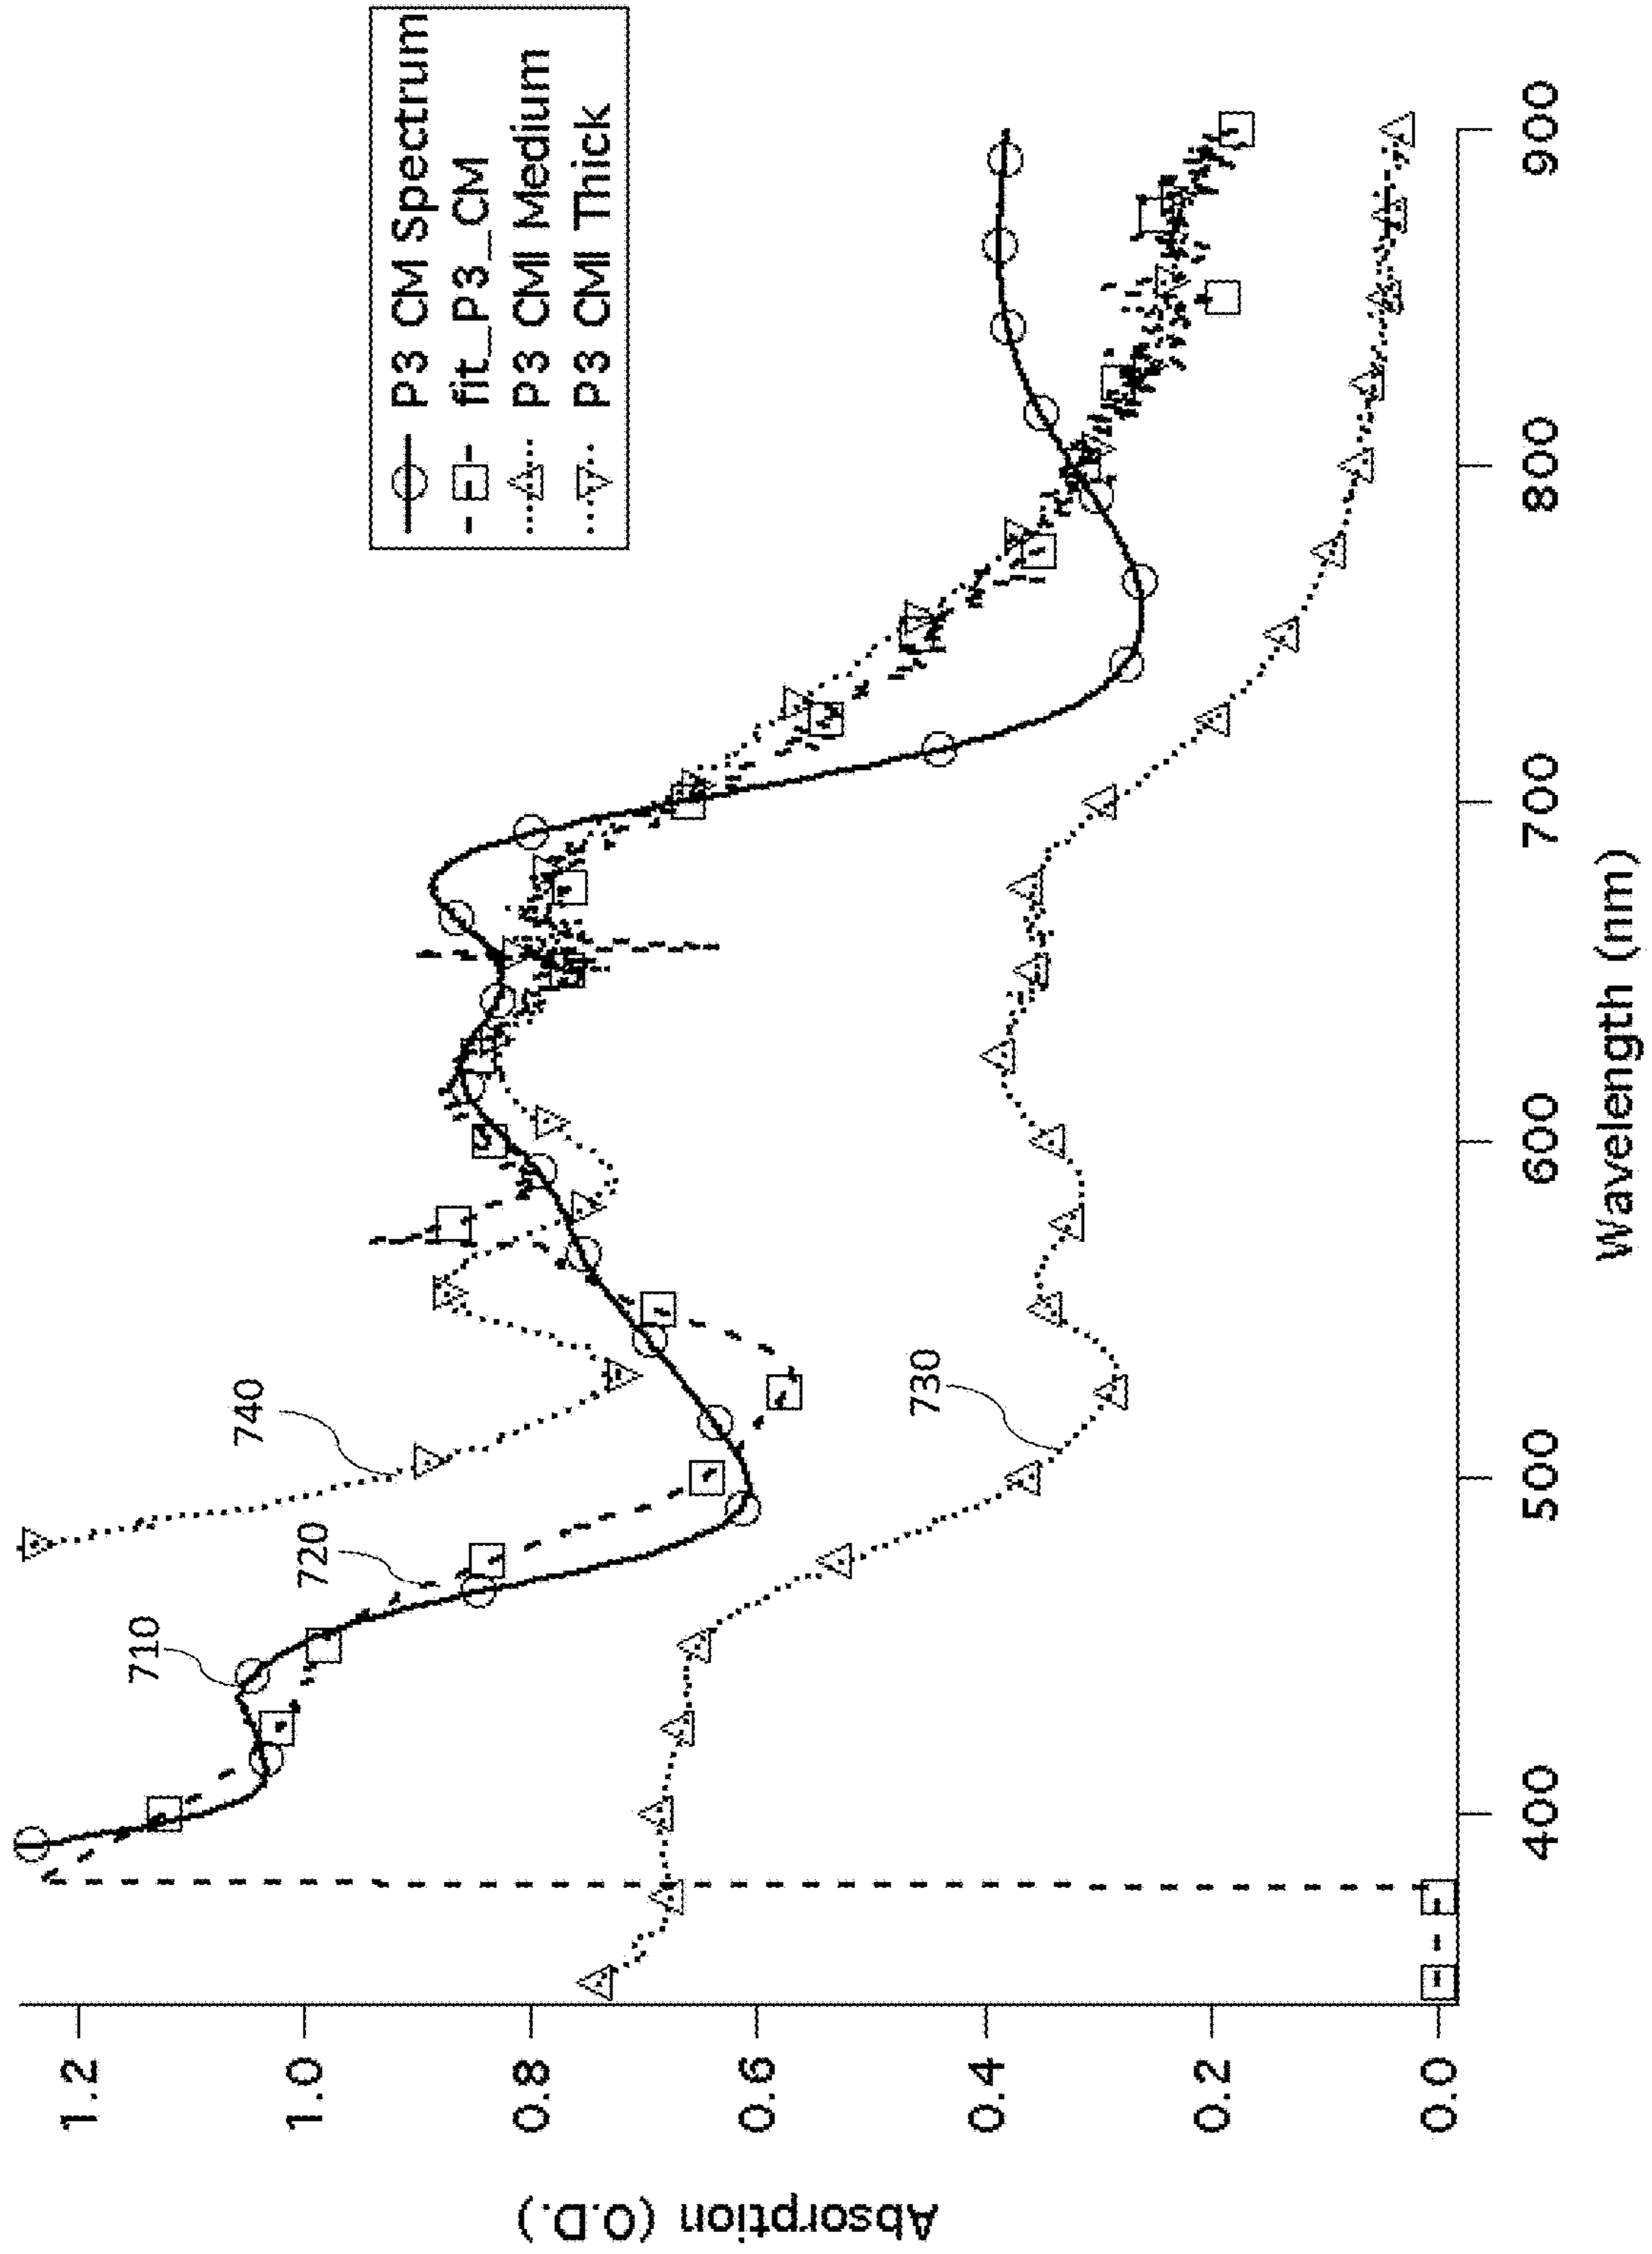 P3 CM Spectrum
fit_P3_CM
P3 CMI Medium
P3 CMI Thick
710
720
740
730
1.2
1.0
0.8
0.6
0.4
0.2
0.0
Absorption (O.D.)
400
500
600
700
800
900
Wavelength (nm)